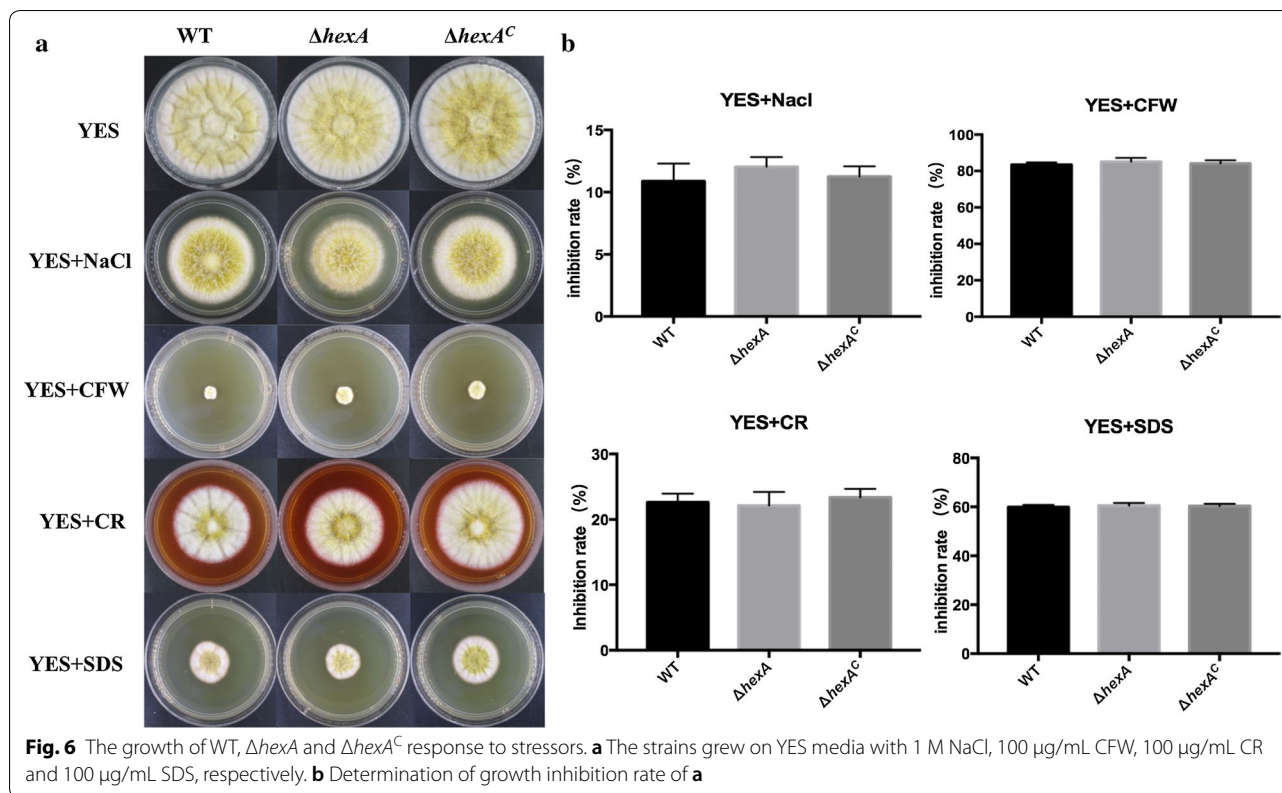 a
WT ΔhexA ΔhexA^C
YES
YES+NaCl
YES+CFW
YES+CR
YES+SDS
b
YES+Nacl
inhibition rate (%)
15
10
5
0
WT ΔhexA ΔhexA^C
YES+CFW
inhibition rate (%)
100
80
60
40
20
0
WT ΔhexA ΔhexA^C
YES+CR
Inhibition rate (%)
30
20
10
0
WT ΔhexA ΔhexA^C
YES+SDS
inhibition rate (%)
80
60
40
20
0
WT ΔhexA ΔhexA^C
Fig. 6 The growth of WT, ΔhexA and ΔhexA^C response to stressors. a The strains grew on YES media with 1 M NaCl, 100 μg/mL CFW, 100 μg/mL CR
and 100 μg/mL SDS, respectively. b Determination of growth inhibition rate of a